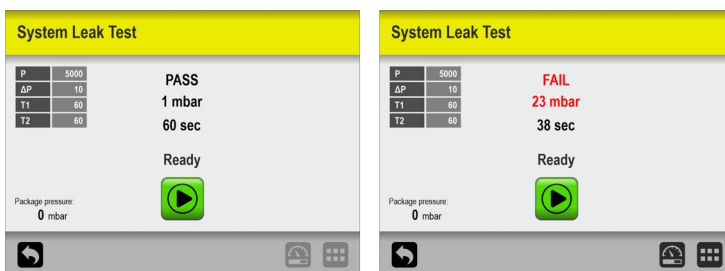 System Leak Test
P 5000
ΔP 10
T1 60
T2 60
PASS
1 mbar
60 sec
Ready
Package pressure:
0 mbar
System Leak Test
P 5000
ΔP 10
T1 60
T2 60
FAIL
23 mbar
38 sec
Ready
Package pressure:
0 mbar